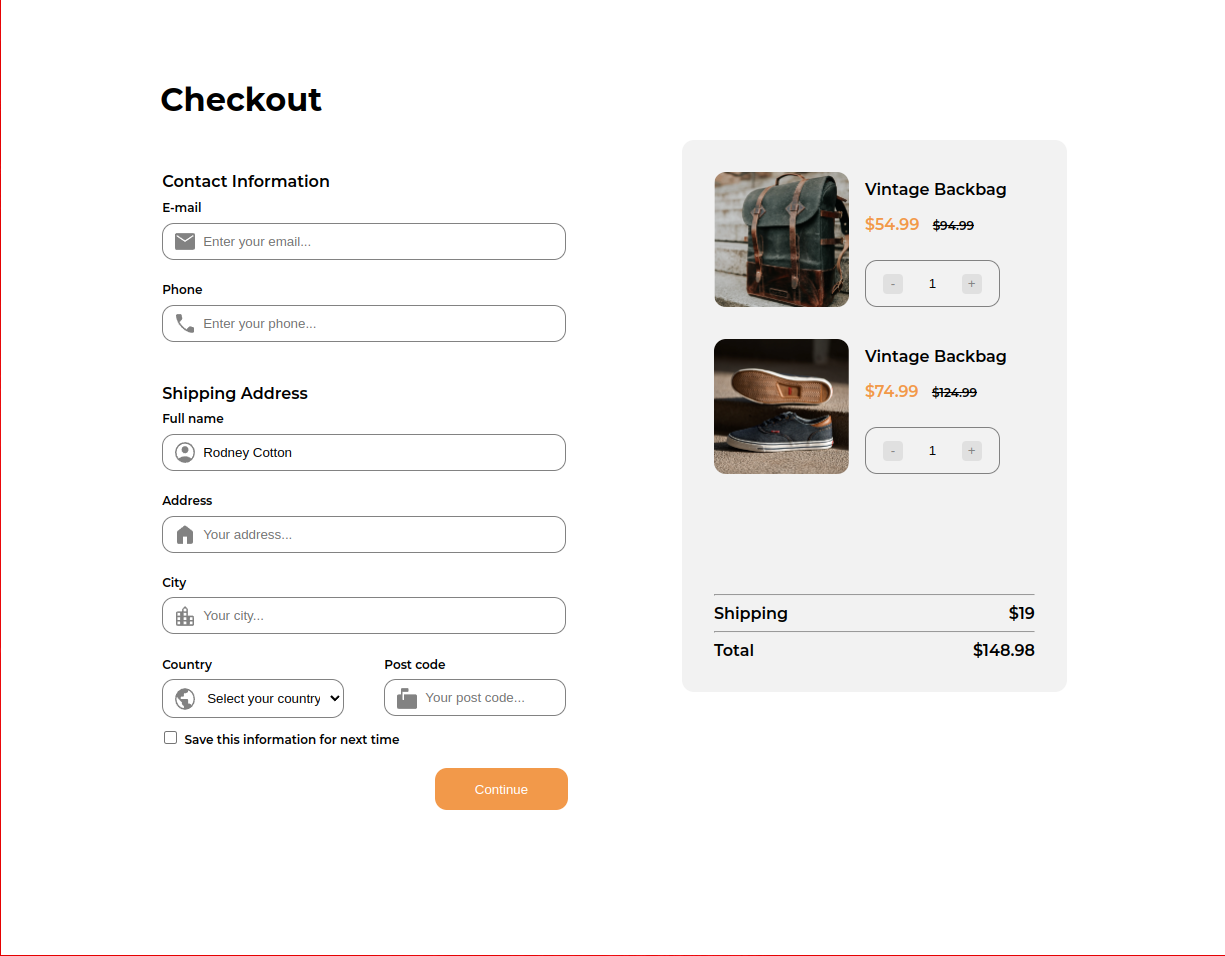 Checkout
Contact Information
E-mail
Enter your email...
Phone
Enter your phone...
Shipping Address
Full name
Rodney Cotton
Address
Your address...
City
Your city...
Country
Select your country
Post code
Your post code...
Save this information for next time
Continue
Vintage Backbag
$54.99 $94.99
- 1 +
Vintage Backbag
$74.99 $124.99
- 1 +
Shipping $19
Total $148.98